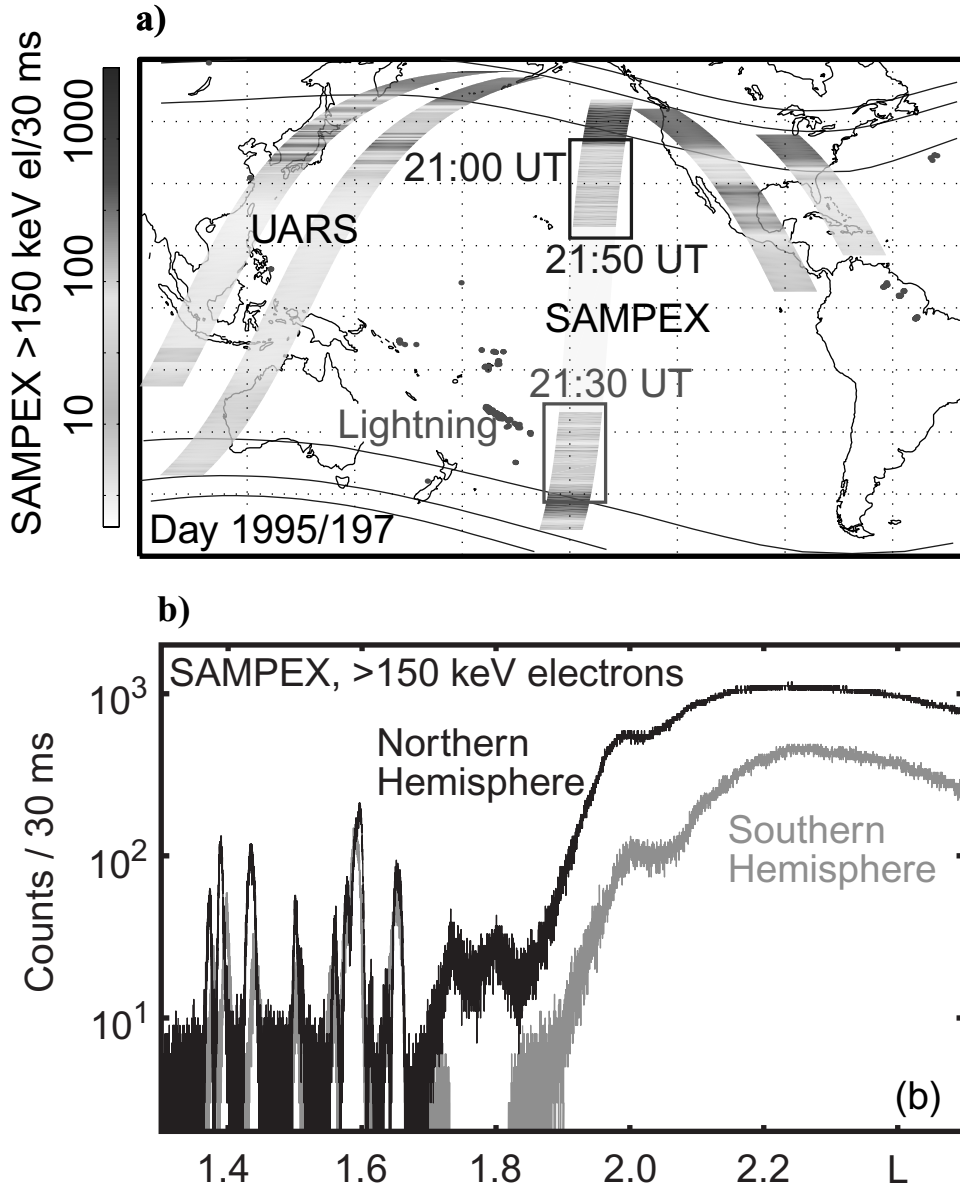 a)
SAMPEX >150 keV el/30 ms
1000
100
10
21:00 UT
UARS
21:50 UT
SAMPEX
21:30 UT
Lightning
Day 1995/197
b)
SAMPEX, >150 keV electrons
Counts / 30 ms
10³
10²
10¹
Northern
Hemisphere
Southern
Hemisphere
(b)
1.4 1.6 1.8 2.0 2.2 L